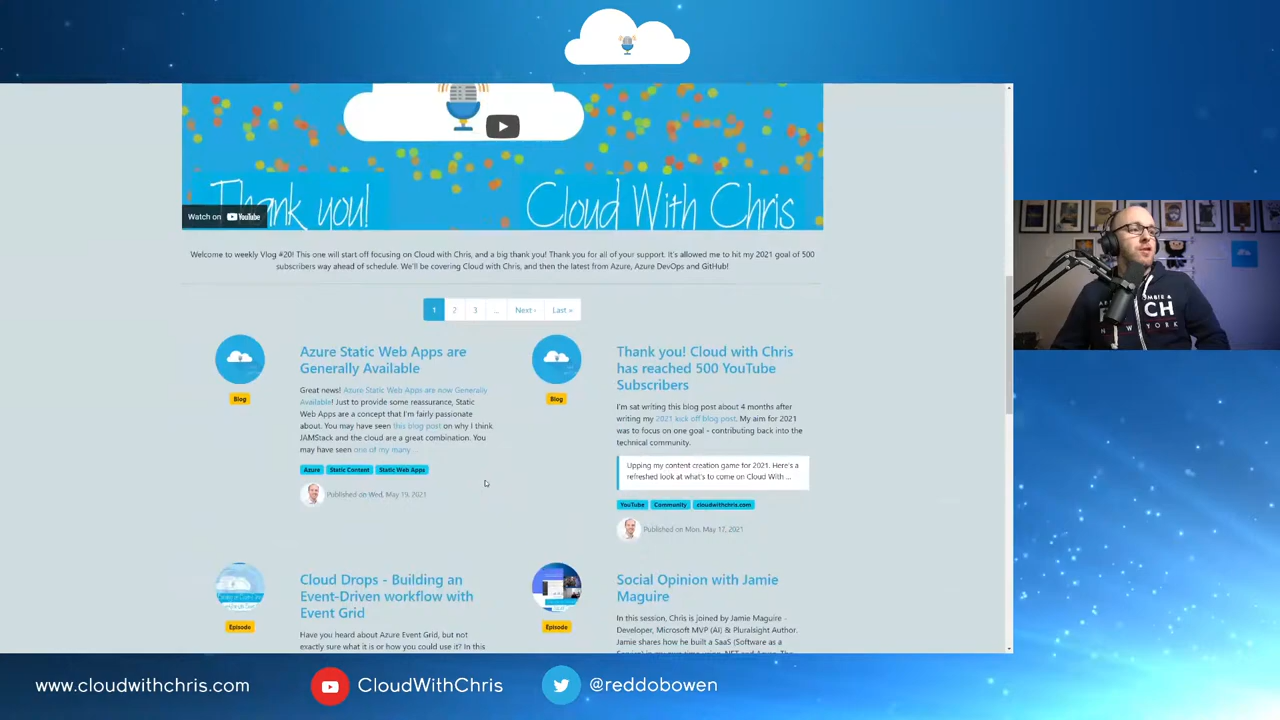 Thank you!
Cloud With Chris
Watch on YouTube
Welcome to weekly Vlog #20! This one will start off focusing on Cloud with Chris, and a big thank you! Thank you for all of your support. It's allowed me to hit my 2021 goal of 500
subscribers way ahead of schedule. We'll be covering Cloud with Chris, and then the latest from Azure, Azure DevOps and GitHub!
1 2 3 ... Next › Last »
Azure Static Web Apps are
Generally Available
Blog
Great news! Azure Static Web Apps are now Generally
Available! Just to provide some reassurance, Static
Web Apps are a concept that I'm fairly passionate
about. You may have seen this blog post on why I think
JAMStack and the cloud are a great combination. You
may have seen one of my many ...
Azure Static Content Static Web Apps
Published on Wed, May 19, 2021
Thank you! Cloud with Chris
has reached 500 YouTube
Subscribers
Blog
I'm sat writing this blog post about 4 months after
writing my 2021 kick off blog post. My aim for 2021
was to focus on one goal - contributing back into the
technical community.
Upping my content creation game for 2021. Here's a
refreshed look at what's to come on Cloud With ...
YouTube Community cloudwithchris.com
Published on Mon, May 17, 2021
Cloud Drops - Building an
Event-Driven workflow with
Event Grid
Episode
Have you heard about Azure Event Grid, but not
exactly sure what it is or how you could use it? In this
Social Opinion with Jamie
Maguire
Episode
In this session, Chris is joined by Jamie Maguire -
Developer, Microsoft MVP (AI) & Pluralsight Author.
Jamie shares how he built a SaaS (Software as a
NEW YORK
www.cloudwithchris.com
CloudWithChris
@reddobowen